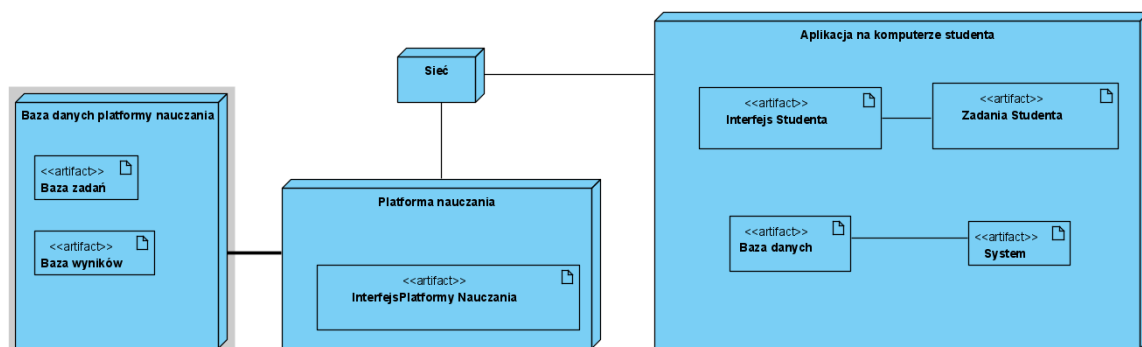 Baza danych platformy nauczania
<<artifact>>
Baza zadań
<<artifact>>
Baza wyników
Sieć
Platforma nauczania
<<artifact>>
InterfejsPlatformy Nauczania
Aplikacja na komputerze studenta
<<artifact>>
Interfejs Studenta
<<artifact>>
Zadania Studenta
<<artifact>>
Baza danych
<<artifact>>
System